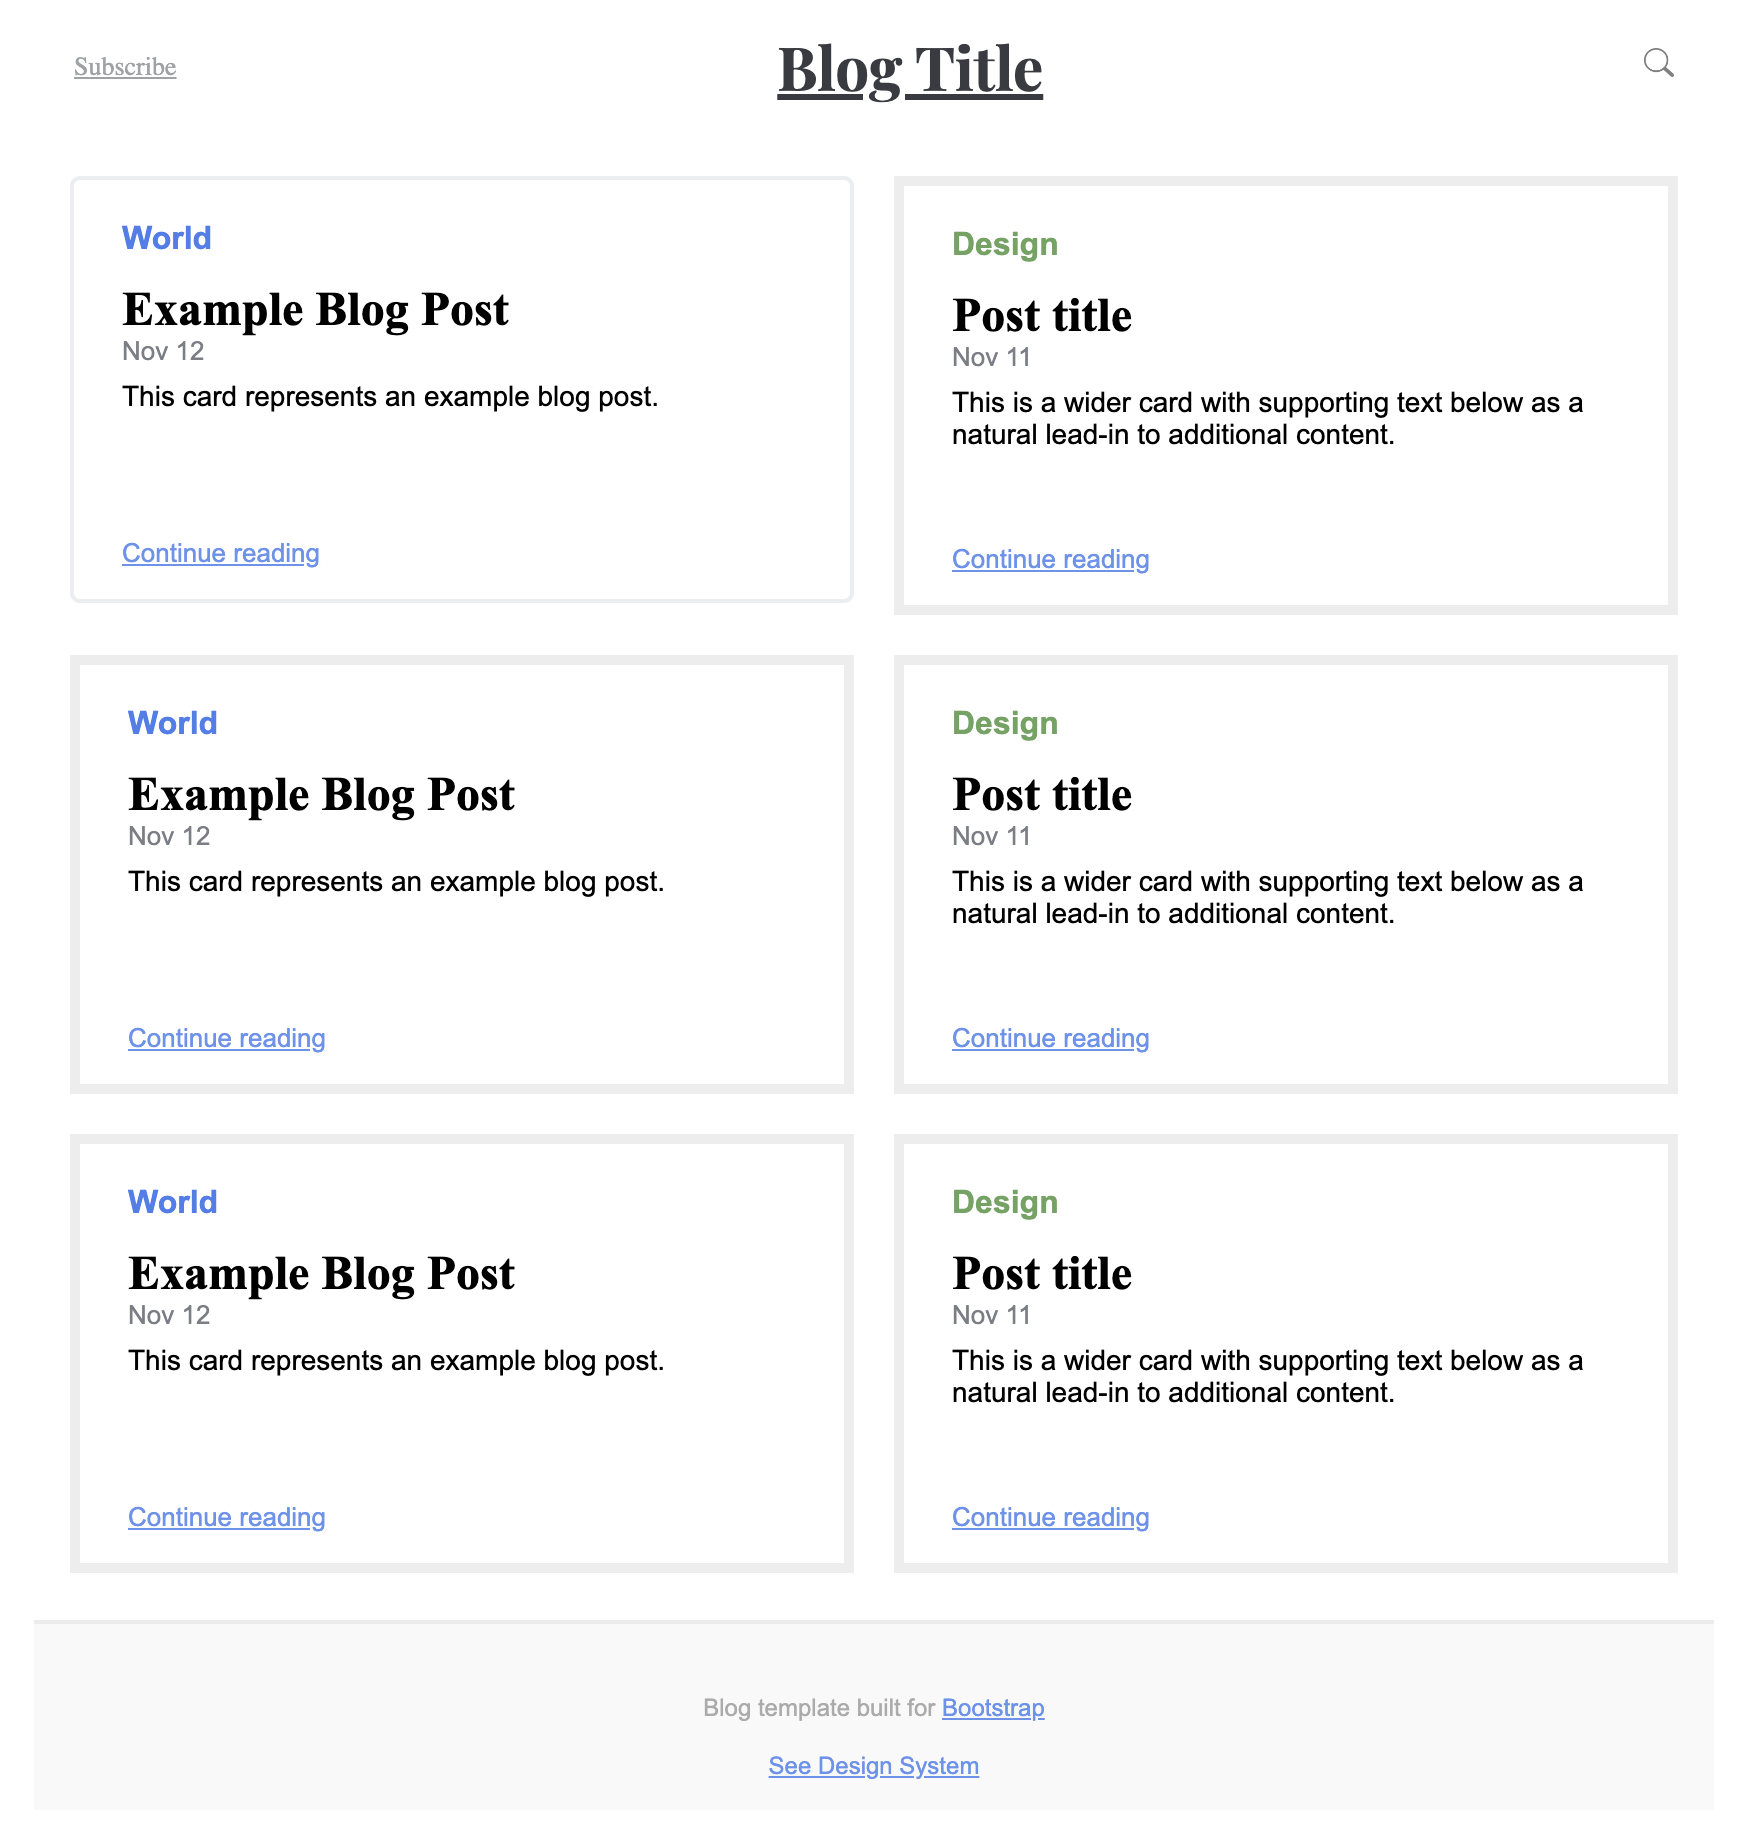 Subscribe
Blog Title
World
Example Blog Post
Nov 12
This card represents an example blog post.
Continue reading
Design
Post title
Nov 11
This is a wider card with supporting text below as a
natural lead-in to additional content.
Continue reading
World
Example Blog Post
Nov 12
This card represents an example blog post.
Continue reading
Design
Post title
Nov 11
This is a wider card with supporting text below as a
natural lead-in to additional content.
Continue reading
World
Example Blog Post
Nov 12
This card represents an example blog post.
Continue reading
Design
Post title
Nov 11
This is a wider card with supporting text below as a
natural lead-in to additional content.
Continue reading
Blog template built for Bootstrap
See Design System